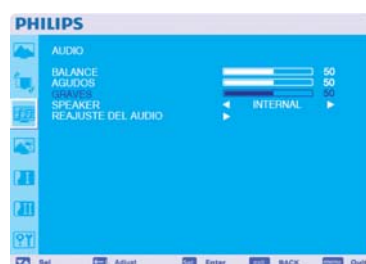 PHILIPS
AUDIO
BALANCE 50
AGUDOS 50
GRAVES 50
SPEAKER INTERNAL
REAJUSTE DEL AUDIO
Sel Adjust Enter BACK Quit